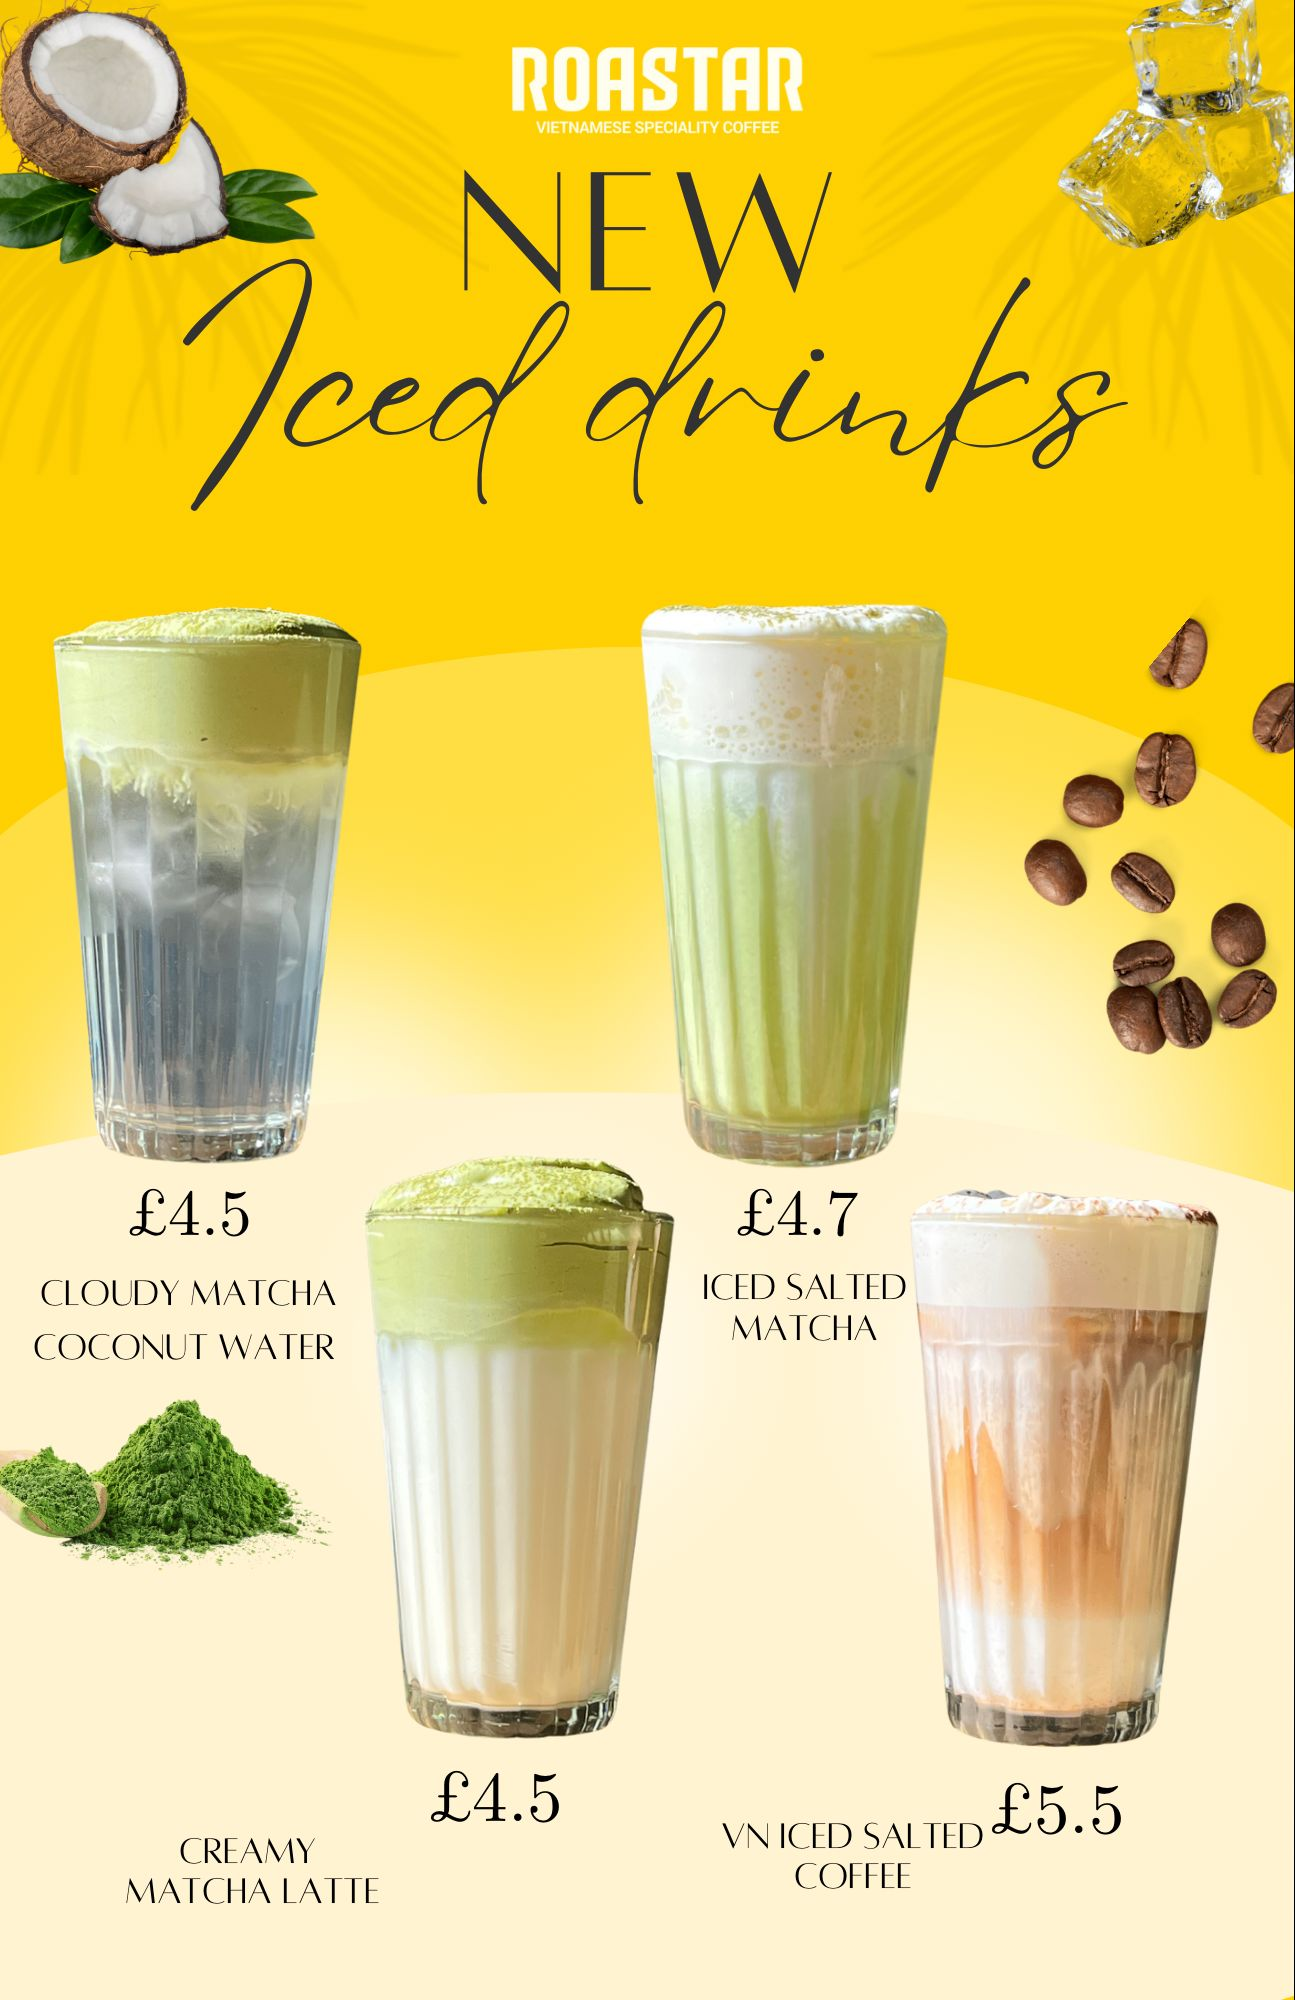 ROASTAR
VIETNAMESE SPECIALITY COFFEE
NEW
Iced drinks
£4.5
CLOUDY MATCHA
COCONUT WATER
£4.7
ICED SALTED
MATCHA
£4.5
CREAMY
MATCHA LATTE
£5.5
VN ICED SALTED
COFFEE